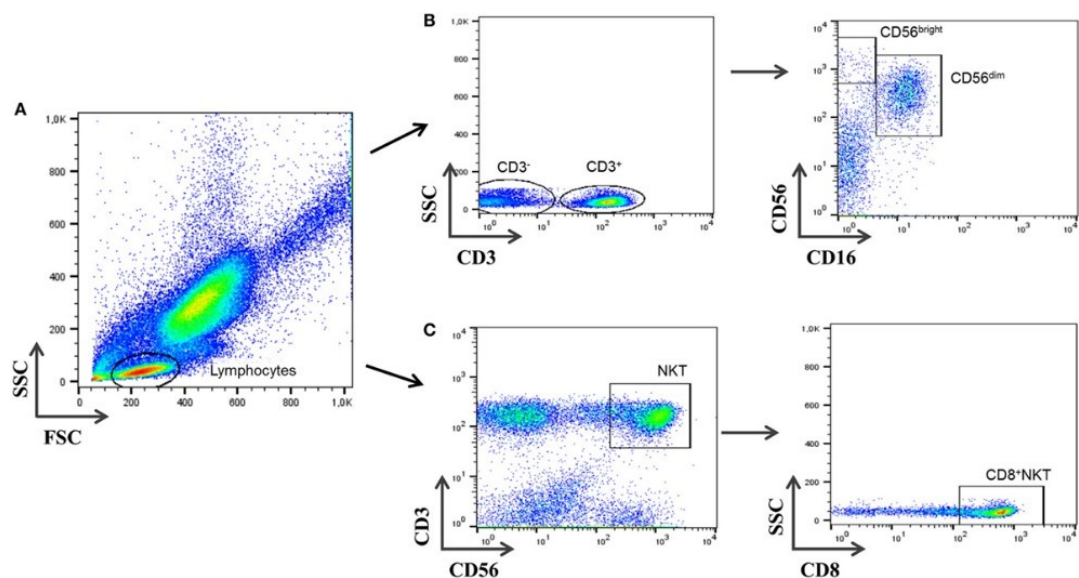 A
1,0K
800
600
400
200
0
Lymphocytes
200 400 600 800 1,0K
SSC
FSC
B
1,0K
800
600
400
200
0
CD3⁻ CD3⁺
10⁰ 10¹ 10² 10³ 10⁴
SSC
CD3
10⁴
10³
10²
10¹
10⁰
CD56ᵇʳⁱᵍʰᵗ
CD56ᵈⁱᵐ
10⁰ 10¹ 10² 10³ 10⁴
CD56
CD16
C
10⁴
10³
10²
10¹
10⁰
NKT
10⁰ 10¹ 10² 10³ 10⁴
CD3
CD56
1,0K
800
600
400
200
0
CD8⁺NKT
10⁰ 10¹ 10² 10³ 10⁴
SSC
CD8